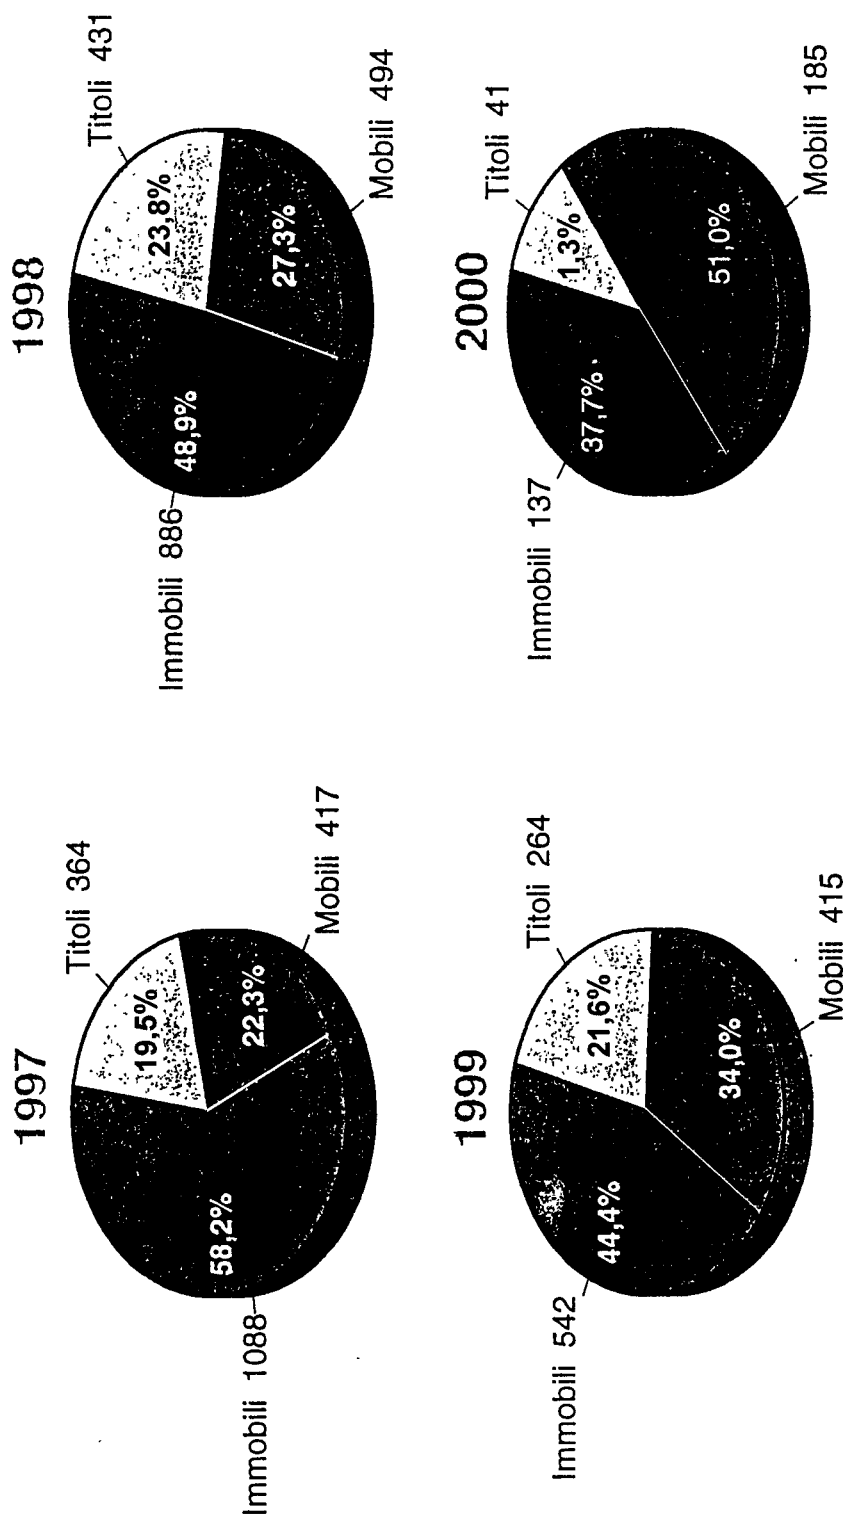 1997
Titoli 364
19,5%
22,3%
Mobili 417
58,2%
Immobili 1088
1998
Titoli 431
23,8%
27,3%
Mobili 494
48,9%
Immobili 886
1999
Titoli 264
21,6%
34,0%
Mobili 415
44,4%
Immobili 542
2000
Titoli 41
1,3%
51,0%
Mobili 185
37,7%
Immobili 137